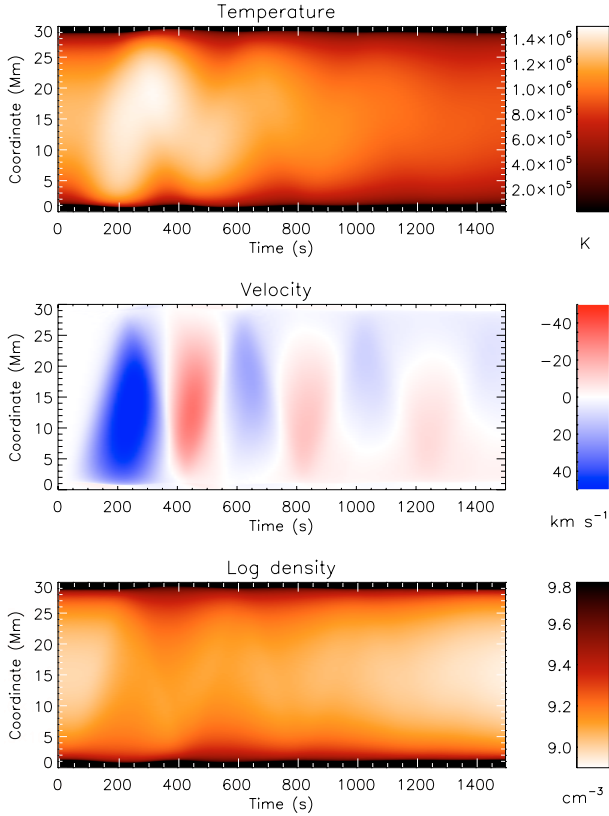 Temperature
Coordinate (Mm)
30
25
20
15
10
5
0
0 200 400 600 800 1000 1200 1400
Time (s)
1.4×10⁶
1.2×10⁶
1.0×10⁶
8.0×10⁵
6.0×10⁵
4.0×10⁵
2.0×10⁵
K
Velocity
Coordinate (Mm)
30
25
20
15
10
5
0
0 200 400 600 800 1000 1200 1400
Time (s)
−40
−20
0
20
40
km s⁻¹
Log density
Coordinate (Mm)
30
25
20
15
10
5
0
0 200 400 600 800 1000 1200 1400
Time (s)
9.8
9.6
9.4
9.2
9.0
cm⁻³